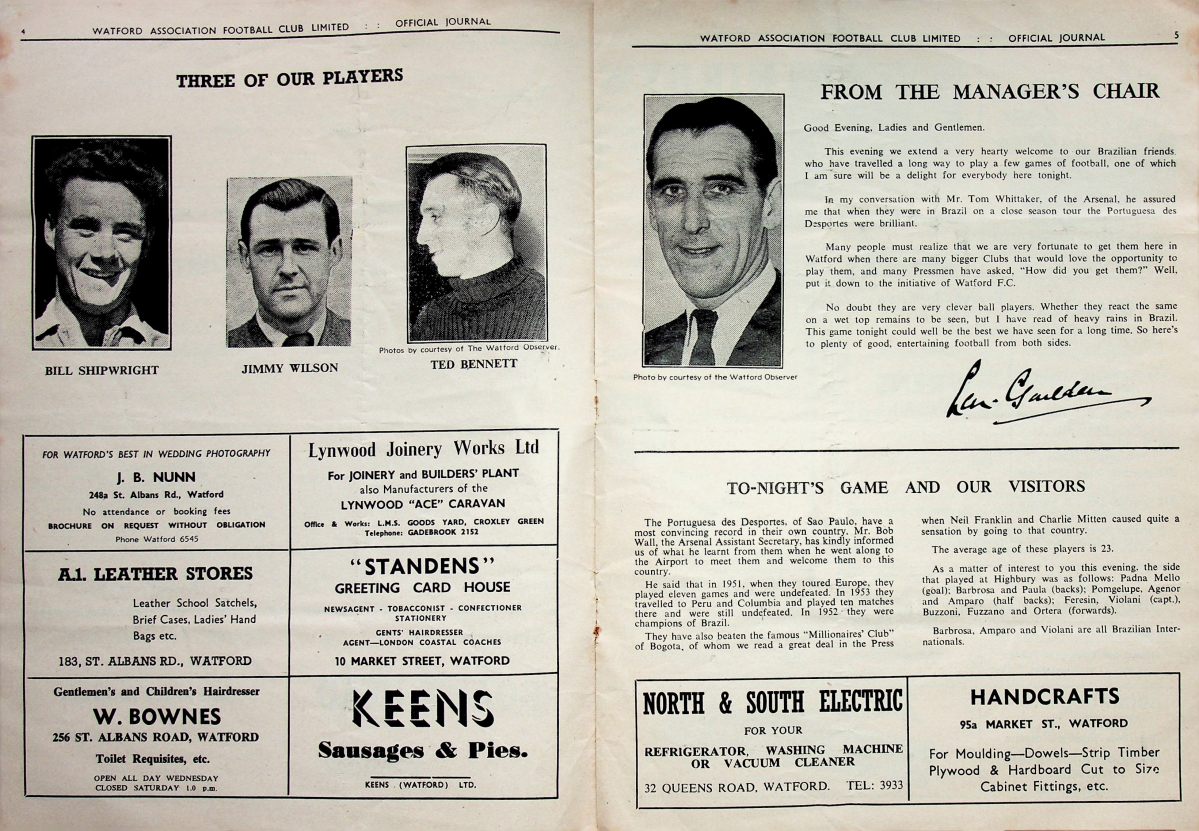 4
WATFORD ASSOCIATION FOOTBALL CLUB LIMITED : : OFFICIAL JOURNAL
THREE OF OUR PLAYERS
Photos by courtesy of The Watford Observer.
BILL SHIPWRIGHT
JIMMY WILSON
TED BENNETT
FOR WATFORD'S BEST IN WEDDING PHOTOGRAPHY
J. B. NUNN
248a St. Albans Rd., Watford
No attendance or booking fees
BROCHURE ON REQUEST WITHOUT OBLIGATION
Phone Watford 6545
Lynwood Joinery Works Ltd
For JOINERY and BUILDERS' PLANT
also Manufacturers of the
LYNWOOD "ACE" CARAVAN
Office & Works: L.M.S. GOODS YARD, CROXLEY GREEN
Telephone: GADEBROOK 2152
A.1. LEATHER STORES
Leather School Satchels,
Brief Cases, Ladies' Hand
Bags etc.
183, ST. ALBANS RD., WATFORD
"STANDENS"
GREETING CARD HOUSE
NEWSAGENT - TOBACCONIST - CONFECTIONER
STATIONERY
GENTS' HAIRDRESSER
AGENT—LONDON COASTAL COACHES
10 MARKET STREET, WATFORD
Gentlemen's and Children's Hairdresser
W. BOWNES
256 ST. ALBANS ROAD, WATFORD
Toilet Requisites, etc.
OPEN ALL DAY WEDNESDAY
CLOSED SATURDAY 1.0 p.m.
KEENS
Sausages & Pies.
KEENS (WATFORD) LTD.
WATFORD ASSOCIATION FOOTBALL CLUB LIMITED : : OFFICIAL JOURNAL
5
FROM THE MANAGER'S CHAIR
Photo by courtesy of the Watford Observer
Good Evening, Ladies and Gentlemen.
This evening we extend a very hearty welcome to our Brazilian friends
who have travelled a long way to play a few games of football, one of which
I am sure will be a delight for everybody here tonight.
In my conversation with Mr. Tom Whittaker, of the Arsenal, he assured
me that when they were in Brazil on a close season tour the Portuguesa des
Desportes were brilliant.
Many people must realize that we are very fortunate to get them here in
Watford when there are many bigger Clubs that would love the opportunity to
play them, and many Pressmen have asked, "How did you get them?" Well,
put it down to the initiative of Watford F.C.
No doubt they are very clever ball players. Whether they react the same
on a wet top remains to be seen, but I have read of heavy rains in Brazil.
This game tonight could well be the best we have seen for a long time. So here's
to plenty of good, entertaining football from both sides.
Len. Goulden
TO-NIGHT'S GAME AND OUR VISITORS
The Portuguesa des Desportes, of Sao Paulo, have a
most convincing record in their own country. Mr. Bob
Wall, the Arsenal Assistant Secretary, has kindly informed
us of what he learnt from them when he went along to
the Airport to meet them and welcome them to this
country.
He said that in 1951, when they toured Europe, they
played eleven games and were undefeated. In 1953 they
travelled to Peru and Columbia and played ten matches
there and were still undefeated. In 1952 they were
champions of Brazil.
They have also beaten the famous "Millionaires' Club"
of Bogota, of whom we read a great deal in the Press
when Neil Franklin and Charlie Mitten caused quite a
sensation by going to that country.
The average age of these players is 23.
As a matter of interest to you this evening, the side
that played at Highbury was as follows: Padna Mello
(goal); Barbrosa and Paula (backs); Pomgelupe, Agenor
and Amparo (half backs); Feresin, Violani (capt.),
Buzzoni, Fuzzano and Ortera (forwards).
Barbrosa, Amparo and Violani are all Brazilian Inter-
nationals.
NORTH & SOUTH ELECTRIC
FOR YOUR
REFRIGERATOR, WASHING MACHINE
OR VACUUM CLEANER
32 QUEENS ROAD, WATFORD. TEL: 3933
HANDCRAFTS
95a MARKET ST., WATFORD
For Moulding—Dowels—Strip Timber
Plywood & Hardboard Cut to Size
Cabinet Fittings, etc.